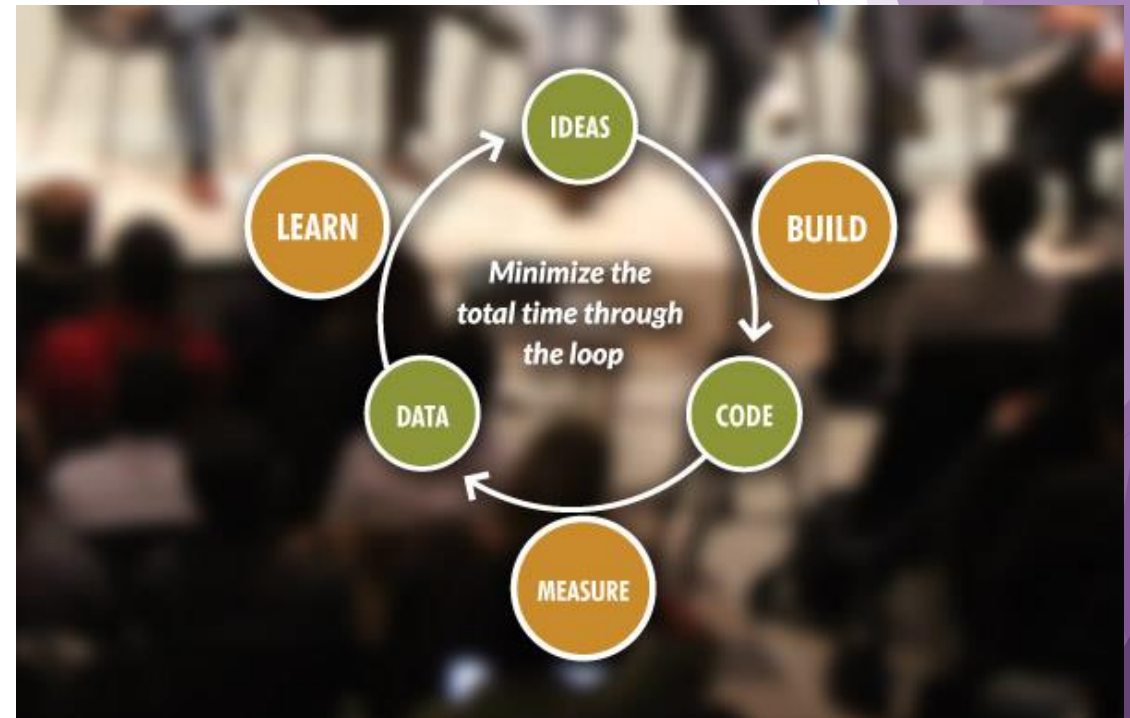 IDEAS
LEARN
BUILD
Minimize the
total time through
the loop
DATA
CODE
MEASURE